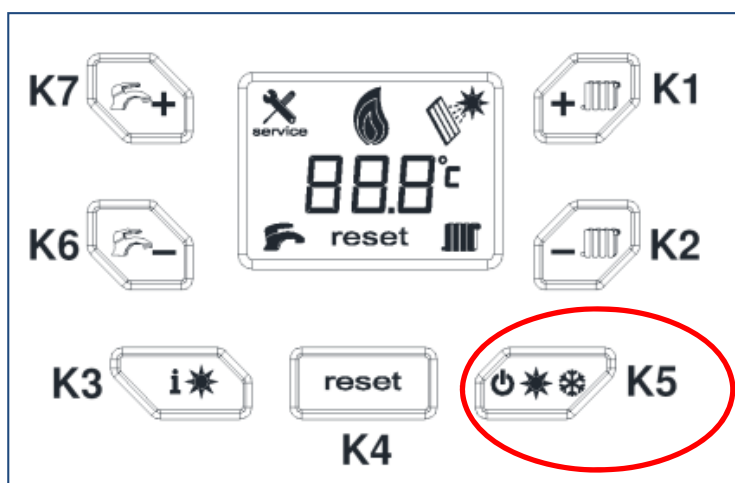 K7
+
service
+
K1
88.8°c
K6
−
reset
−
K2
K3
i
reset
K4
K5